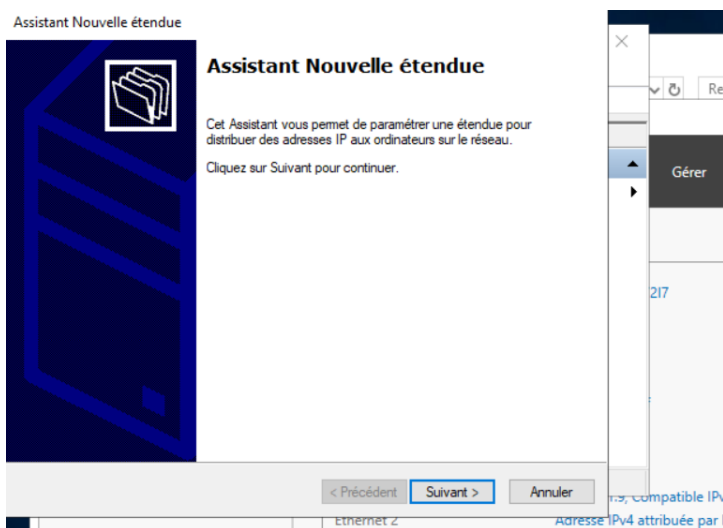 Assistant Nouvelle étendue
Assistant Nouvelle étendue
Cet Assistant vous permet de paramétrer une étendue pour
distribuer des adresses IP aux ordinateurs sur le réseau.
Cliquez sur Suivant pour continuer.
< Précédent
Suivant >
Annuler
Re
Gérer
2I7
1.9, Compatible IPv
Ethernet 2
Adresse IPv4 attribuée par